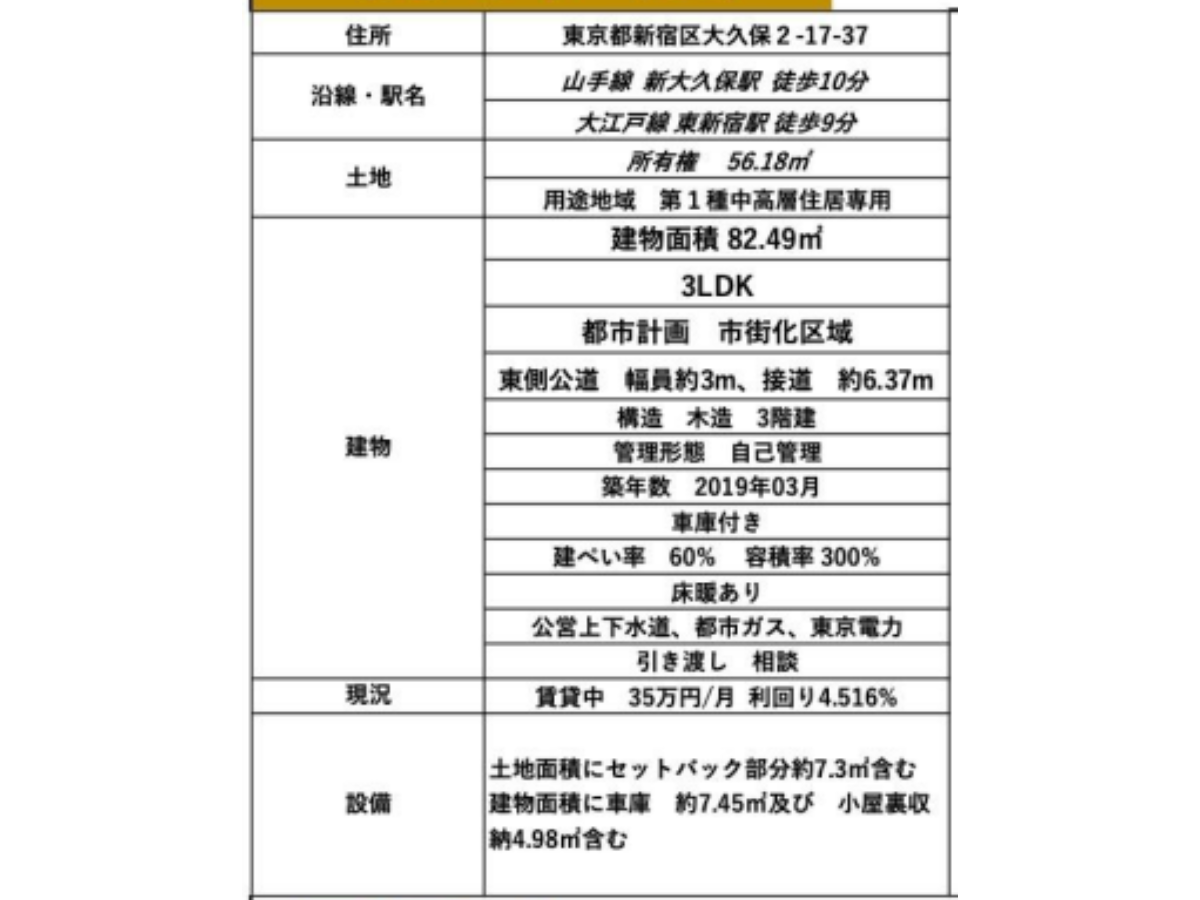 住所
東京都新宿区大久保２-17-37
沿線・駅名
山手線 新大久保駅 徒歩10分
大江戸線 東新宿駅 徒歩9分
土地
所有権　56.18㎡
用途地域　第１種中高層住居専用
建物
建物面積 82.49㎡
3LDK
都市計画　市街化区域
東側公道　幅員約3m、接道　約6.37m
構造　木造　3階建
管理形態　自己管理
築年数　2019年03月
車庫付き
建ぺい率　60%　容積率 300%
床暖あり
公営上下水道、都市ガス、東京電力
引き渡し　相談
現況
賃貸中　35万円/月 利回り4.516%
設備
土地面積にセットバック部分約7.3㎡含む
建物面積に車庫　約7.45㎡及び　小屋裏収
納4.98㎡含む